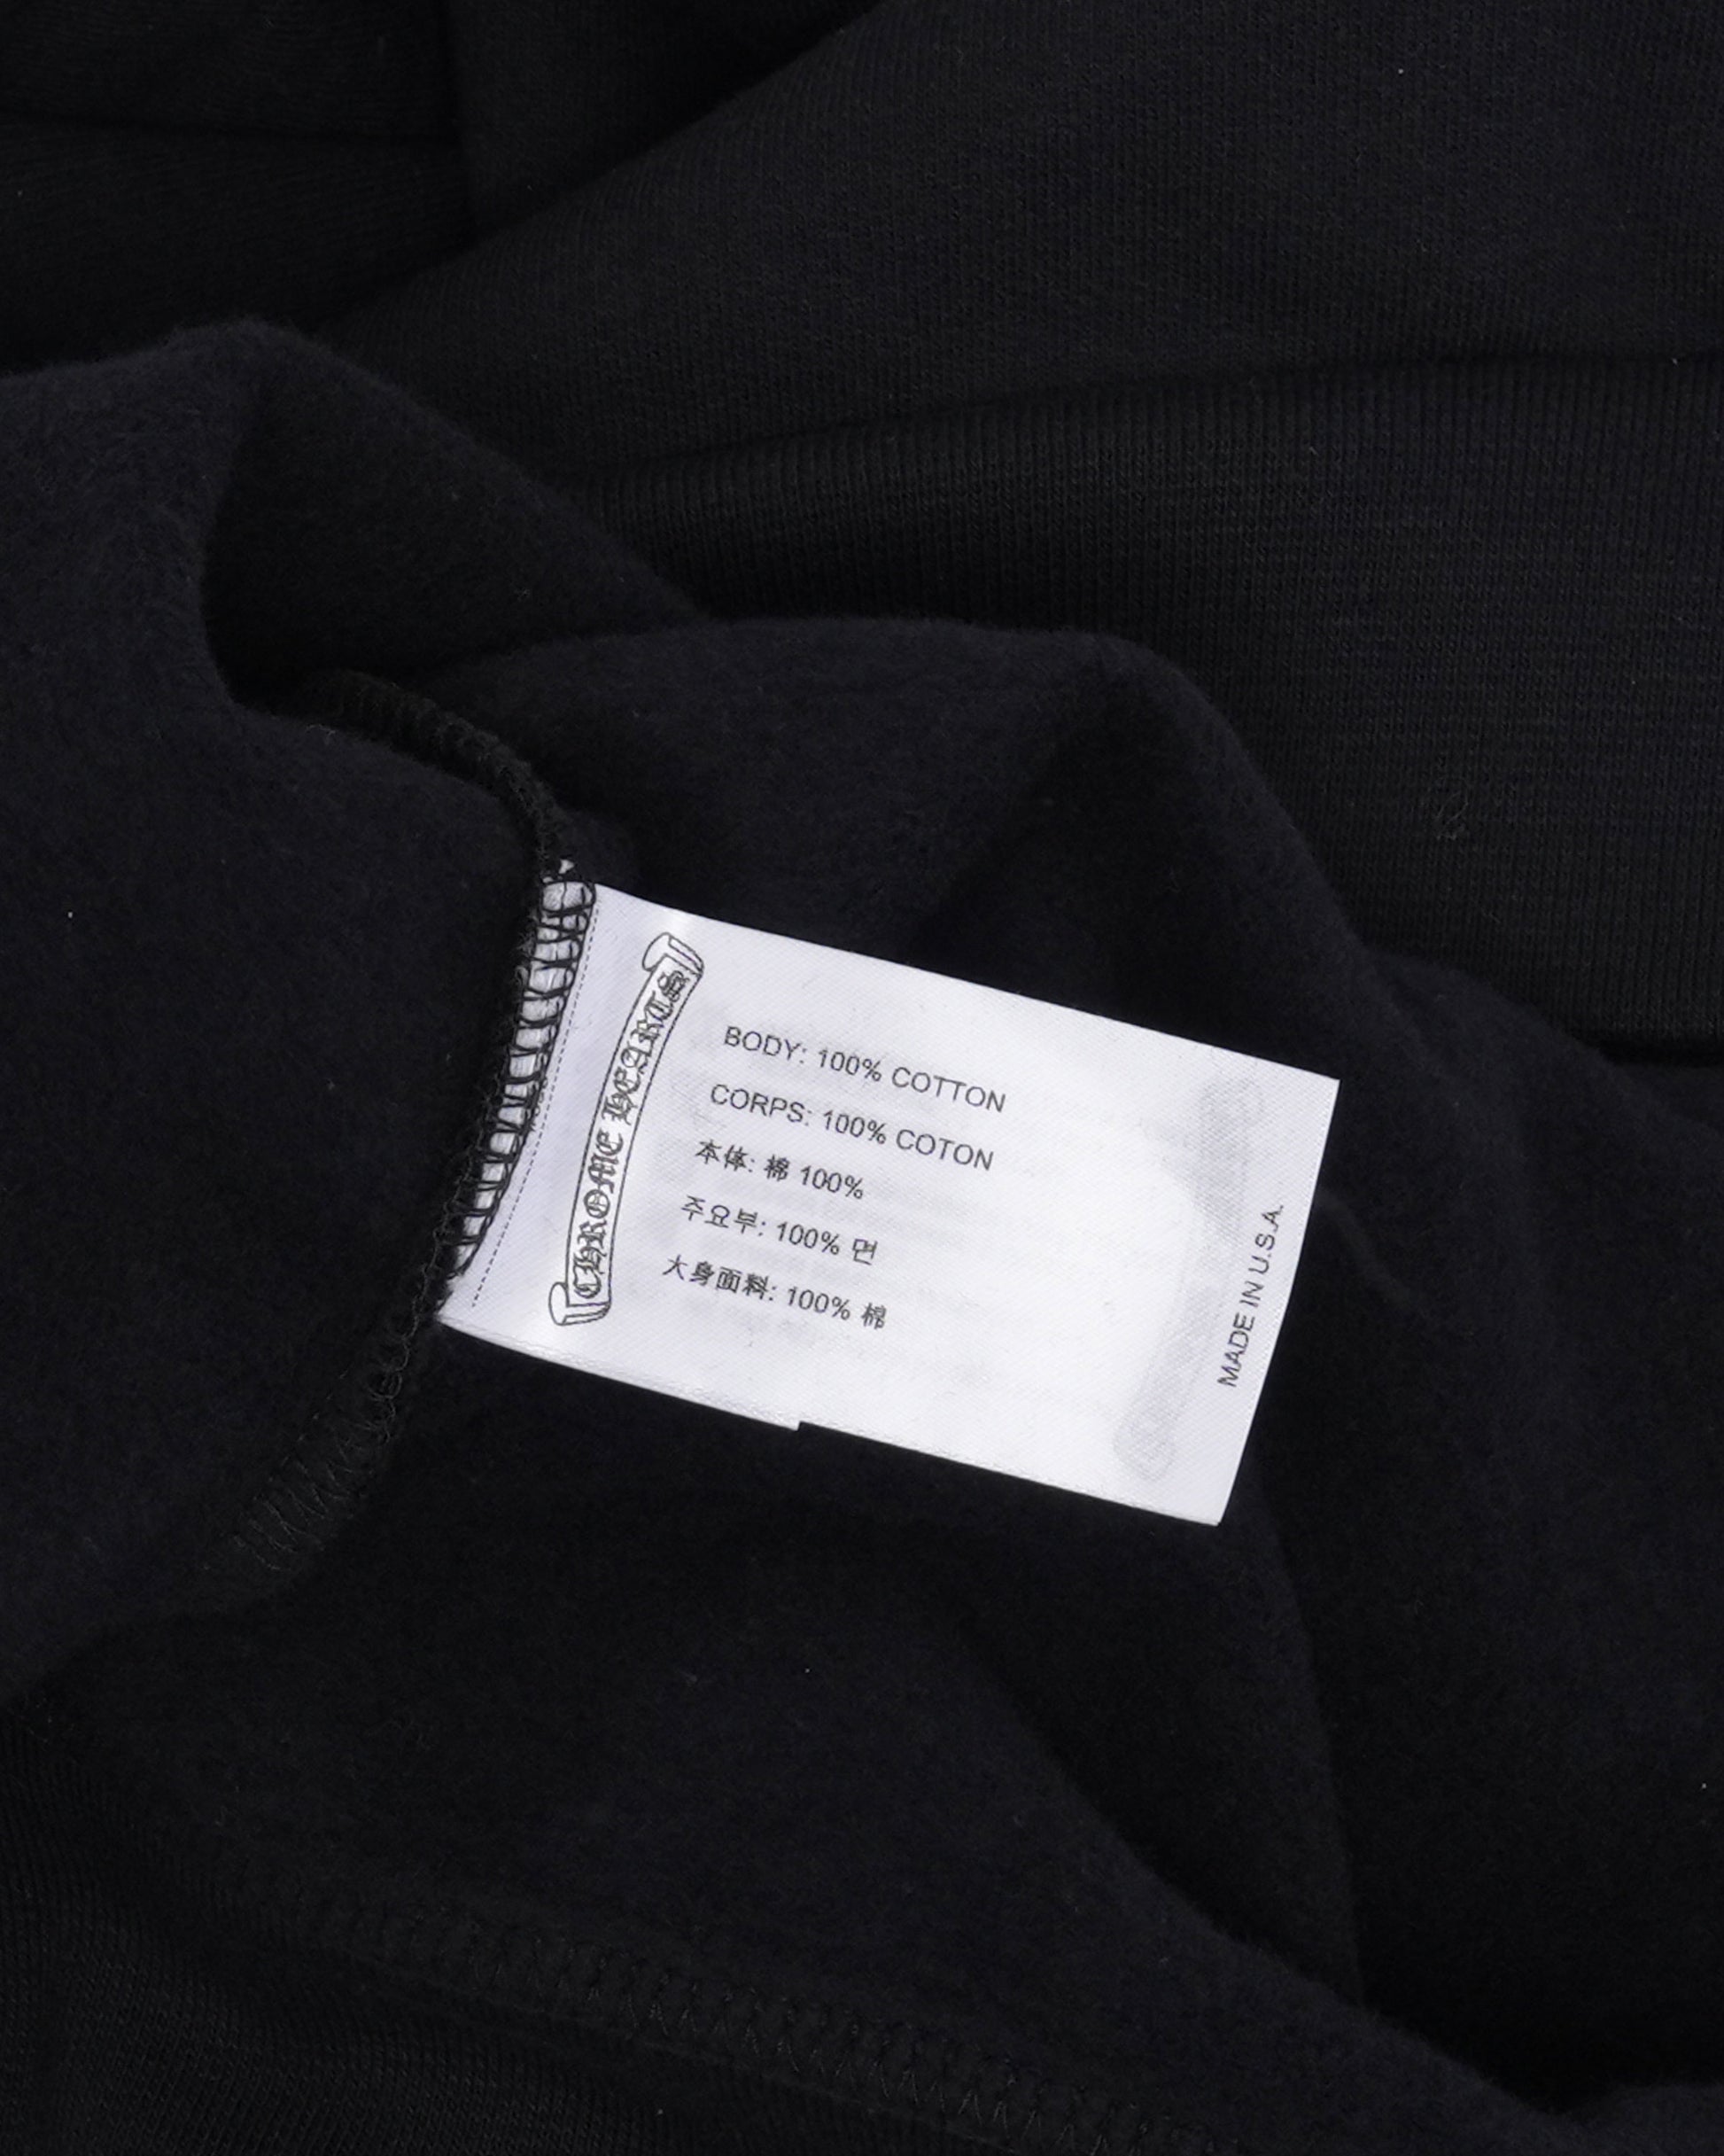 CHROME HEARTS
BODY: 100% COTTON
CORPS: 100% COTON
本体: 棉 100%
주요부: 100% 면
大身面料: 100% 棉
MADE IN U.S.A.